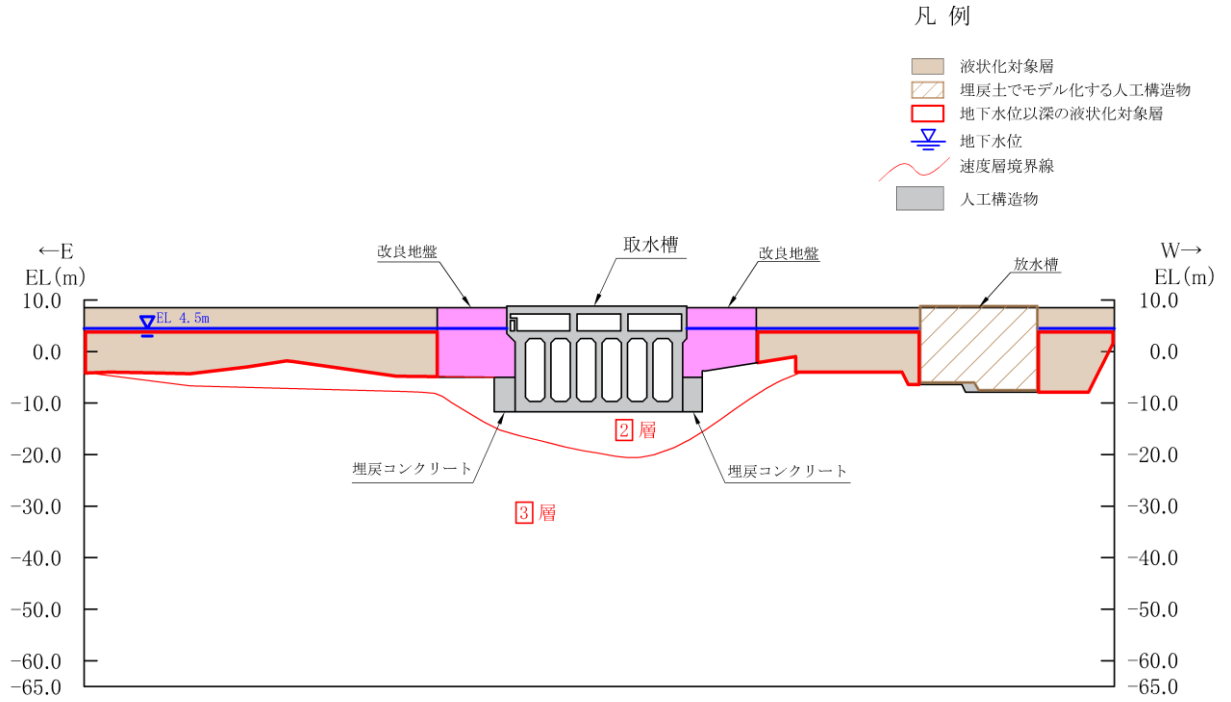 凡 例
液状化対象層
埋戻土でモデル化する人工構造物
地下水位以深の液状化対象層
地下水位
速度層境界線
人工構造物
←E
EL(m)
改良地盤
取水槽
改良地盤
放水槽
W→
EL(m)
10.0
0.0
-10.0
-20.0
-30.0
-40.0
-50.0
-60.0
-65.0
EL 4.5m
2 層
埋戻コンクリート
埋戻コンクリート
3 層
10.0
0.0
-10.0
-20.0
-30.0
-40.0
-50.0
-60.0
-65.0